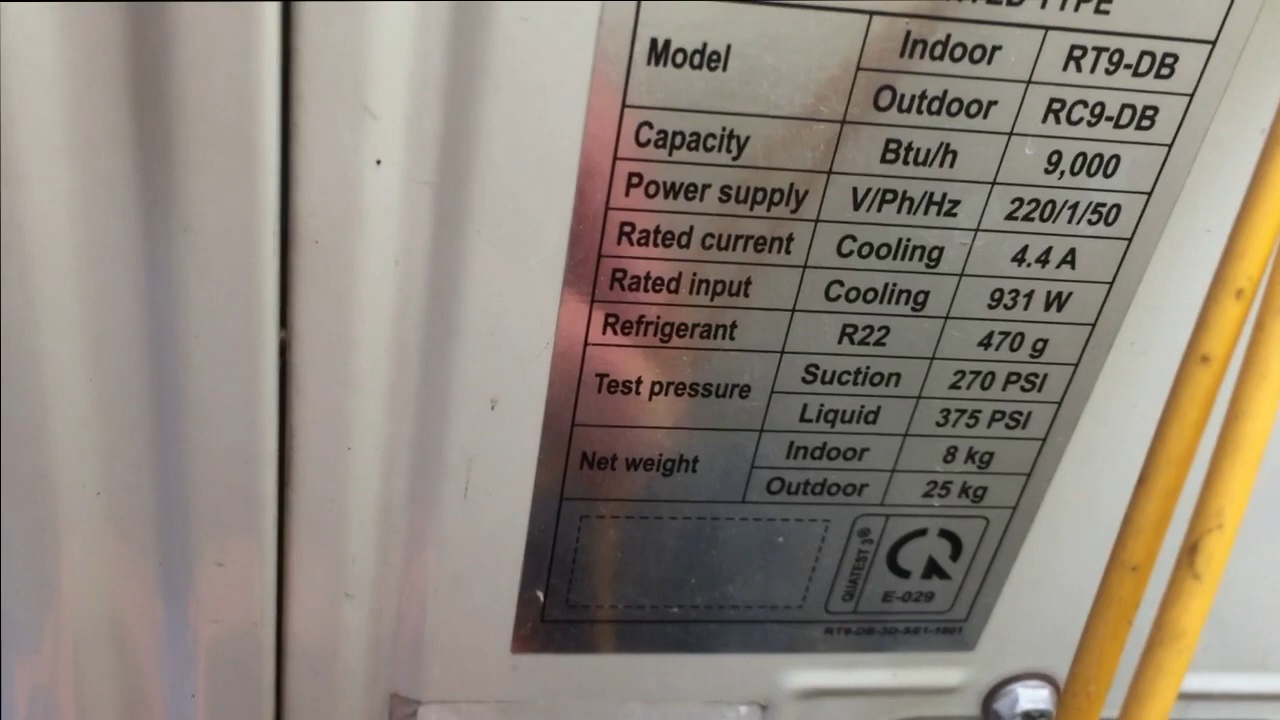 TYPE
Model Indoor RT9-DB
Outdoor RC9-DB
Capacity Btu/h 9,000
Power supply V/Ph/Hz 220/1/50
Rated current Cooling 4.4 A
Rated input Cooling 931 W
Refrigerant R22 470 g
Test pressure Suction 270 PSI
Liquid 375 PSI
Net weight Indoor 8 kg
Outdoor 25 kg
QUATEST 3®
E-029